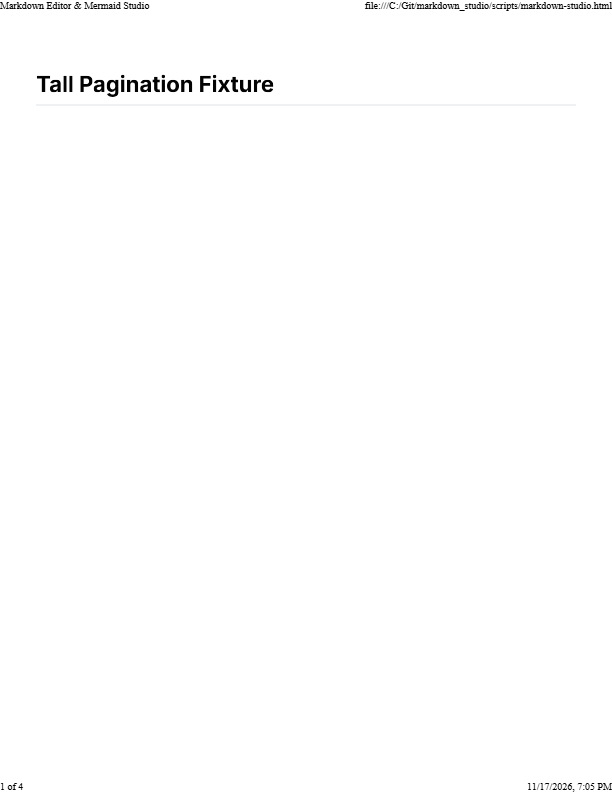 Markdown Editor & Mermaid Studio file:///C:/Git/markdown_studio/scripts/markdown-studio.html
Tall Pagination Fixture
1 of 4 11/17/2026, 7:05 PM